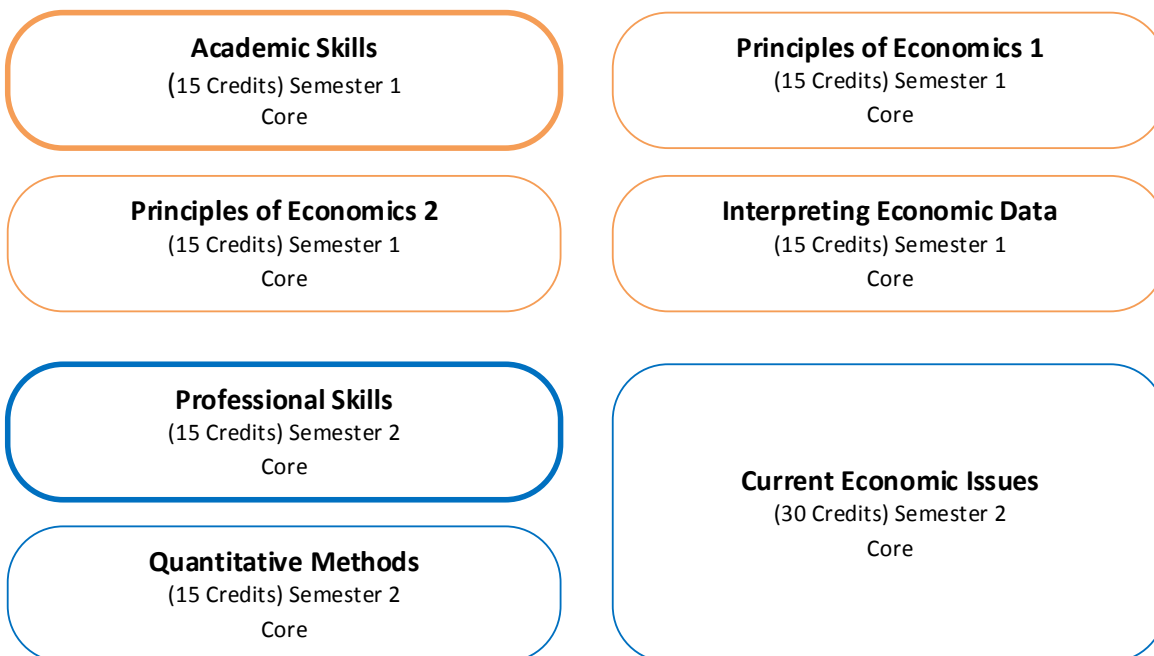 Academic Skills
(15 Credits) Semester 1
Core
Principles of Economics 1
(15 Credits) Semester 1
Core
Principles of Economics 2
(15 Credits) Semester 1
Core
Interpreting Economic Data
(15 Credits) Semester 1
Core
Professional Skills
(15 Credits) Semester 2
Core
Current Economic Issues
(30 Credits) Semester 2
Core
Quantitative Methods
(15 Credits) Semester 2
Core